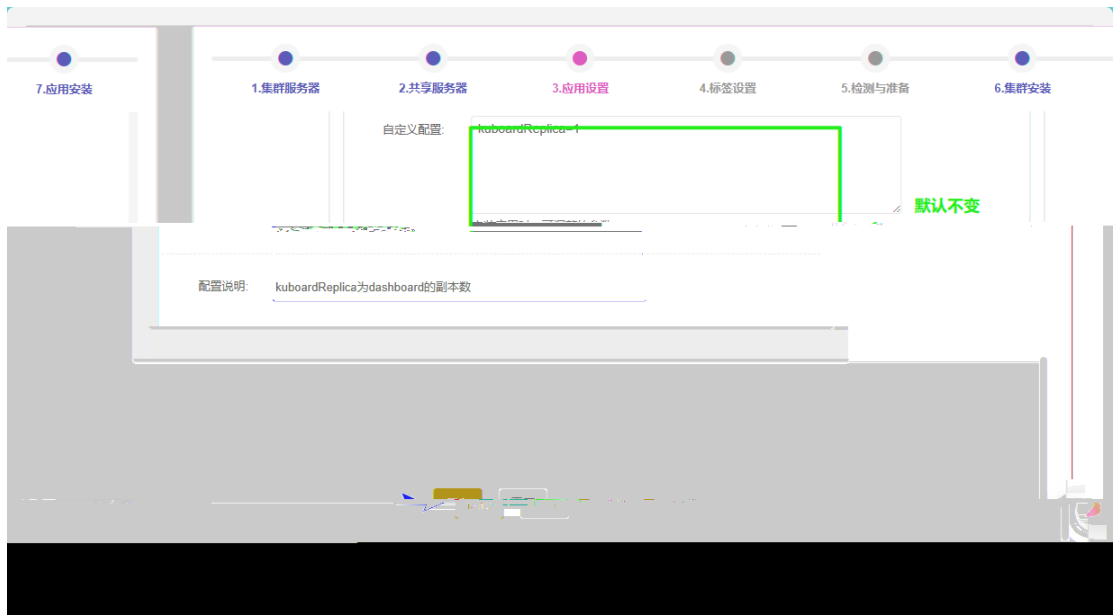 7.应用安装
1.集群服务器
2.共享服务器
3.应用设置
4.标签设置
5.检测与准备
6.集群安装
自定义配置:
kuboardReplica=1
默认不变
配置说明:
kuboardReplica为dashboard的副本数